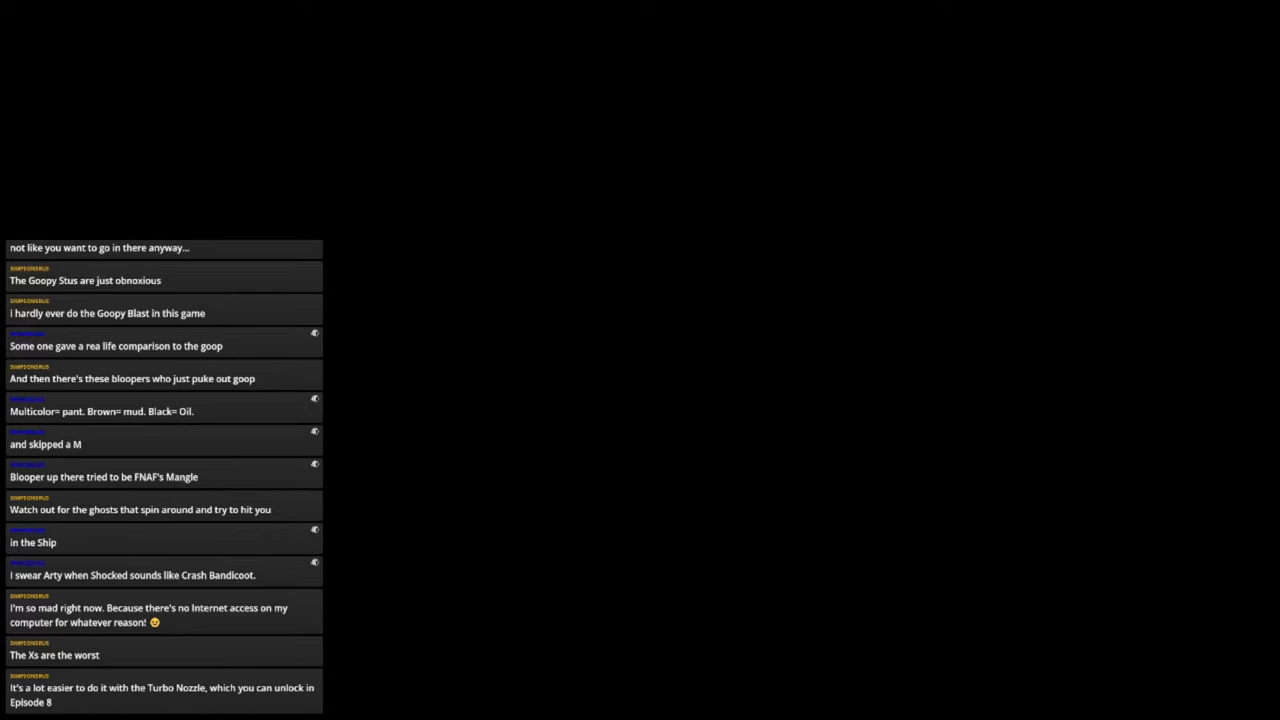 not like you want to go in there anyway...
SIMPSONSRUS
The Goopy Stus are just obnoxious
SIMPSONSRUS
i hardly ever do the Goopy Blast in this game
Some one gave a rea life comparison to the goop
SIMPSONSRUS
And then there's these bloopers who just puke out goop
Multicolor= pant. Brown= mud. Black= Oil.
and skipped a M
Blooper up there tried to be FNAF's Mangle
SIMPSONSRUS
Watch out for the ghosts that spin around and try to hit you
in the Ship
I swear Arty when Shocked sounds like Crash Bandicoot.
SIMPSONSRUS
I'm so mad right now. Because there's no Internet access on my
computer for whatever reason! 😠
SIMPSONSRUS
The Xs are the worst
SIMPSONSRUS
It's a lot easier to do it with the Turbo Nozzle, which you can unlock in
Episode 8